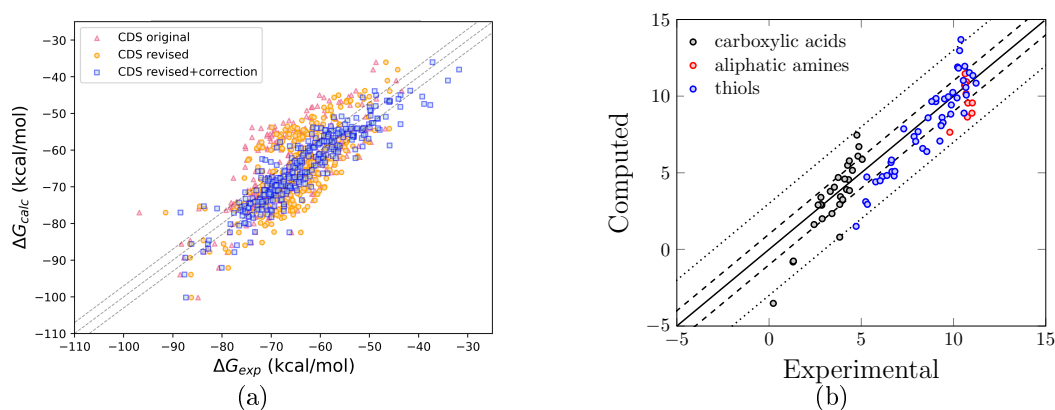 −30
−40
−50
−60
−70
−80
−90
−100
−110
−110
−100
−90
−80
−70
−60
−50
−40
−30
ΔG_calc (kcal/mol)
ΔG_exp (kcal/mol)
CDS original
CDS revised
CDS revised+correction
(a)
15
10
5
0
−5
−5
0
5
10
15
Computed
Experimental
carboxylic acids
aliphatic amines
thiols
(b)